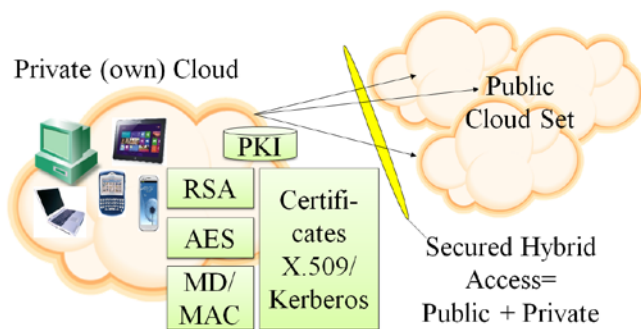 Private (own) Cloud
Public
Cloud Set
PKI
RSA
AES
MD/
MAC
Certifi-
cates
X.509/
Kerberos
Secured Hybrid
Access=
Public + Private